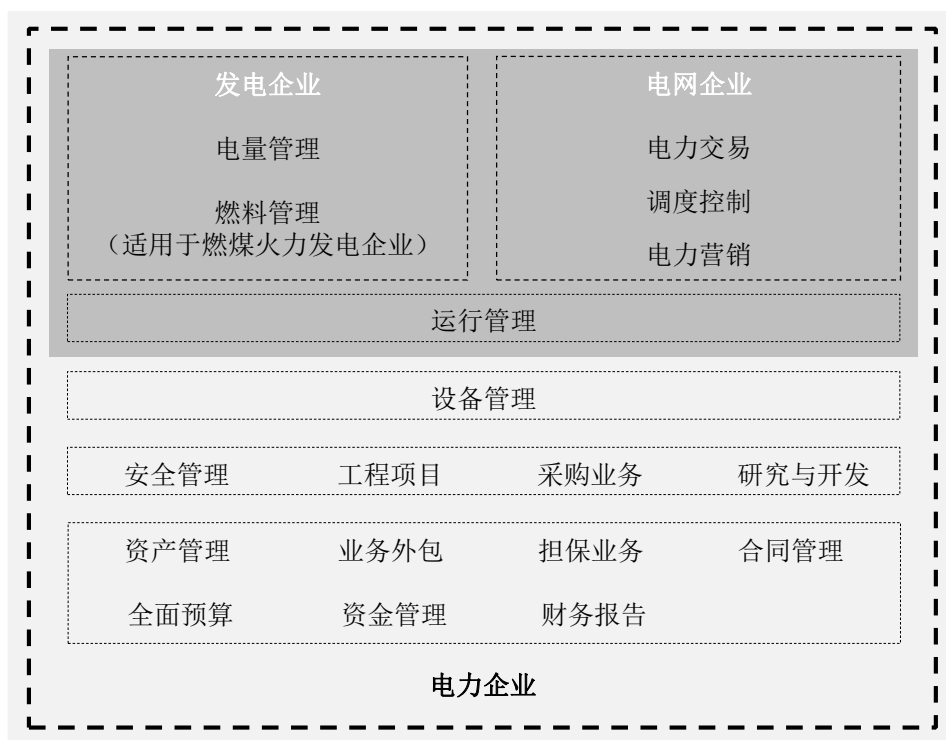 发电企业
电量管理
燃料管理
（适用于燃煤火力发电企业）
电网企业
电力交易
调度控制
电力营销
运行管理
设备管理
安全管理 工程项目 采购业务 研究与开发
资产管理 业务外包 担保业务 合同管理
全面预算 资金管理 财务报告
电力企业